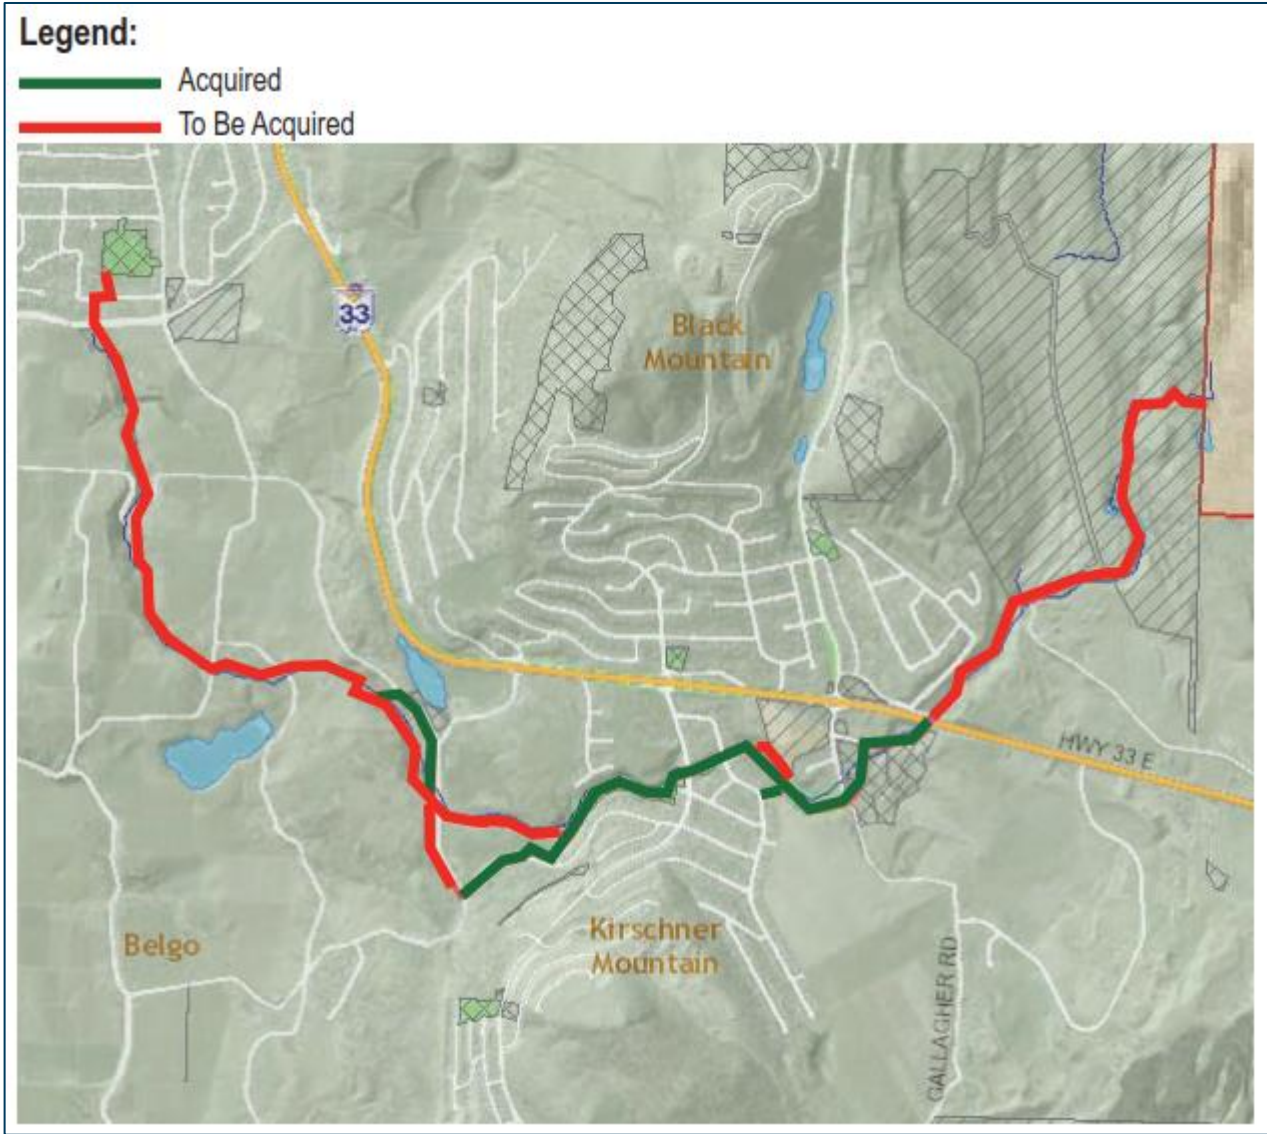 Legend:
Acquired
To Be Acquired
33
Black
Mountain
HWY 33 E
Kirschner
Mountain
Belgo
GALLAGHER RD